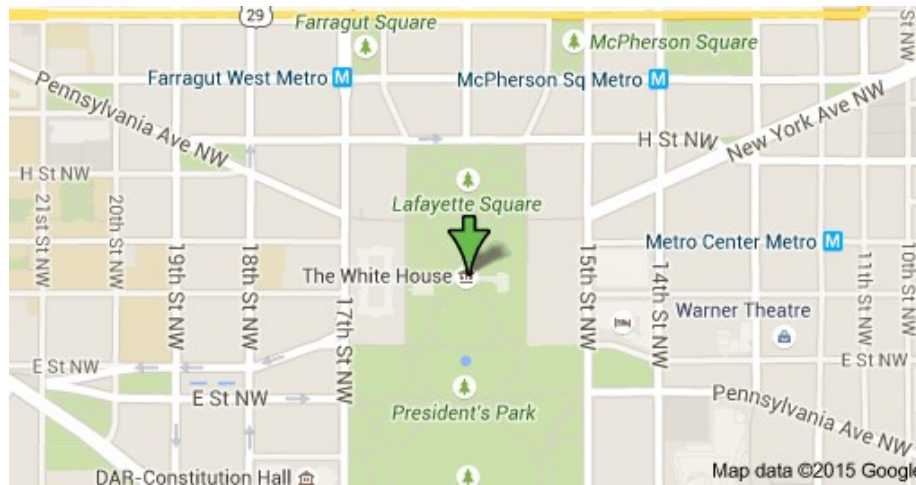 29
St NW
Farragut Square
McPherson Square
Farragut West Metro M
McPherson Sq Metro M
Pennsylvania Ave NW
New York Ave NW
H St NW
H St NW
Lafayette Square
21st St NW
20th St NW
19th St NW
18th St NW
17th St NW
15th St NW
14th St NW
11th St NW
10th St NW
Metro Center Metro M
The White House
Warner Theatre
E St NW
E St NW
E St NW
President's Park
Pennsylvania Ave NW
DAR-Constitution Hall
Map data ©2015 Google